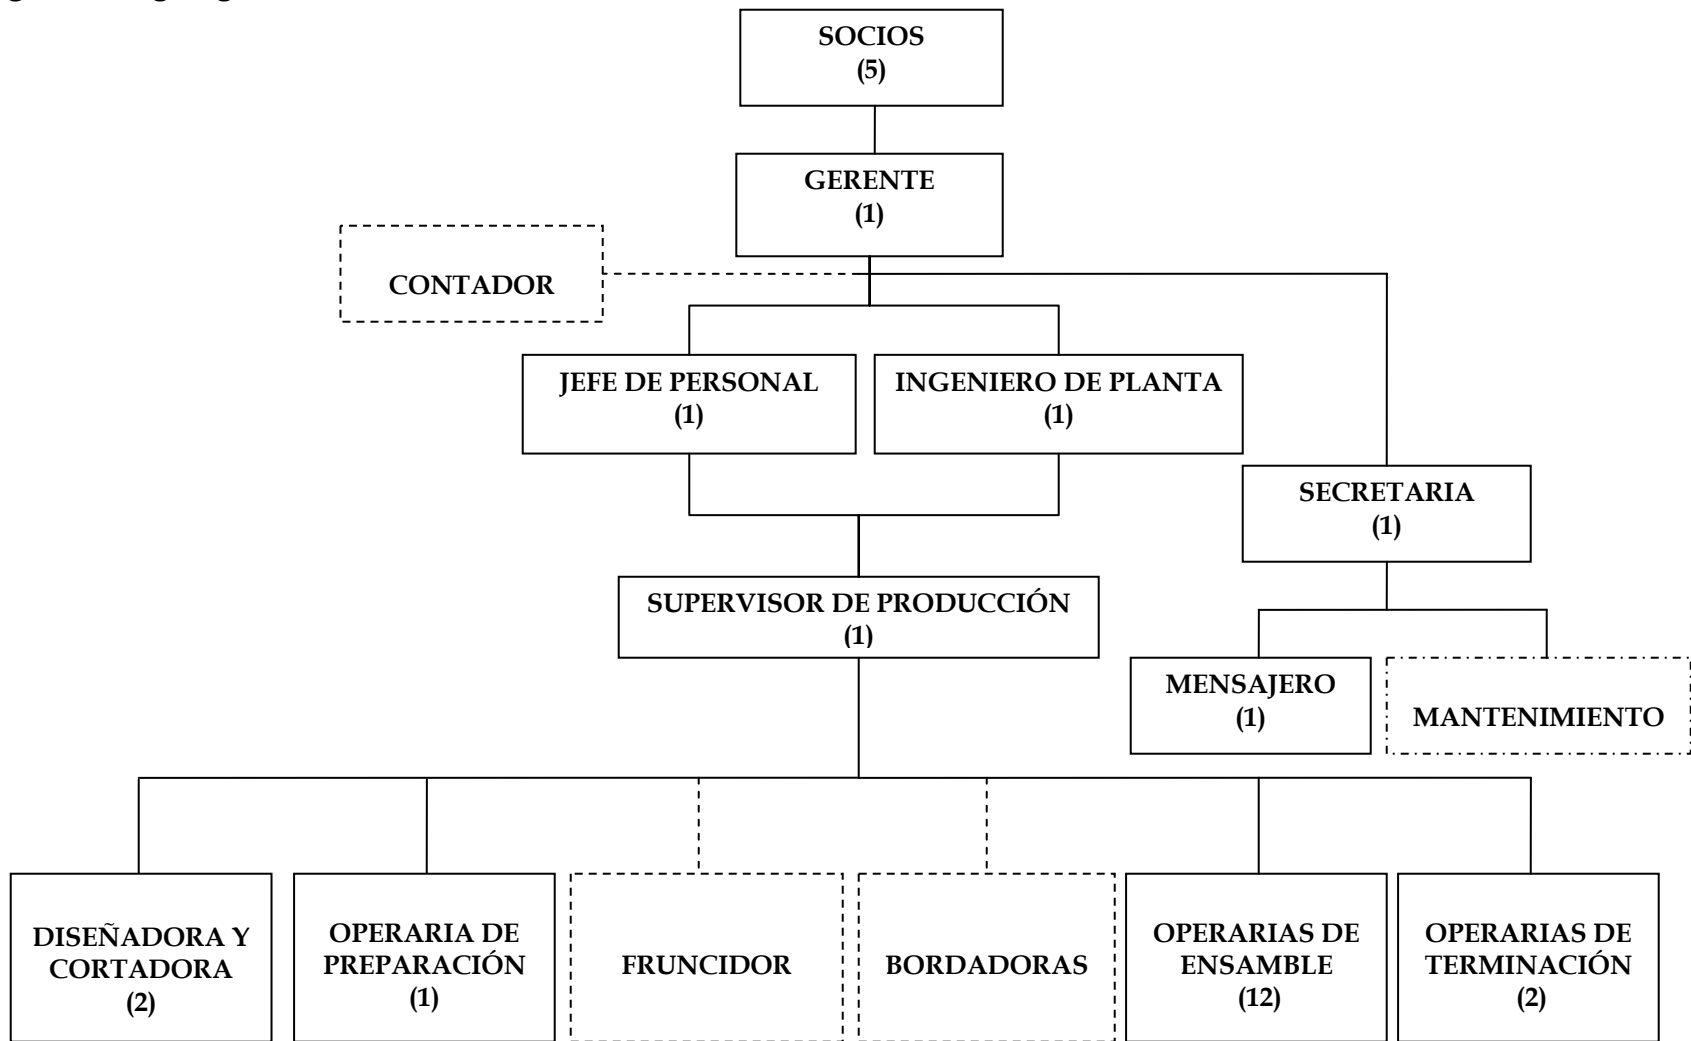 SOCIOS
(5)
GERENTE
(1)
CONTADOR
JEFE DE PERSONAL
(1)
INGENIERO DE PLANTA
(1)
SECRETARIA
(1)
SUPERVISOR DE PRODUCCIÓN
(1)
MENSAJERO
(1)
MANTENIMIENTO
DISEÑADORA Y
CORTADORA
(2)
OPERARIA DE
PREPARACIÓN
(1)
FRUNCIDOR
BORDADORAS
OPERARIAS DE
ENSAMBLE
(12)
OPERARIAS DE
TERMINACIÓN
(2)